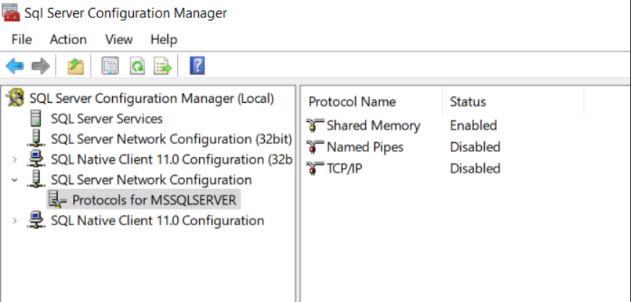 Sql Server Configuration Manager
File Action View Help
SQL Server Configuration Manager (Local)
SQL Server Services
SQL Server Network Configuration (32bit)
SQL Native Client 11.0 Configuration (32b
SQL Server Network Configuration
Protocols for MSSQLSERVER
SQL Native Client 11.0 Configuration
Protocol Name Status
Shared Memory Enabled
Named Pipes Disabled
TCP/IP Disabled